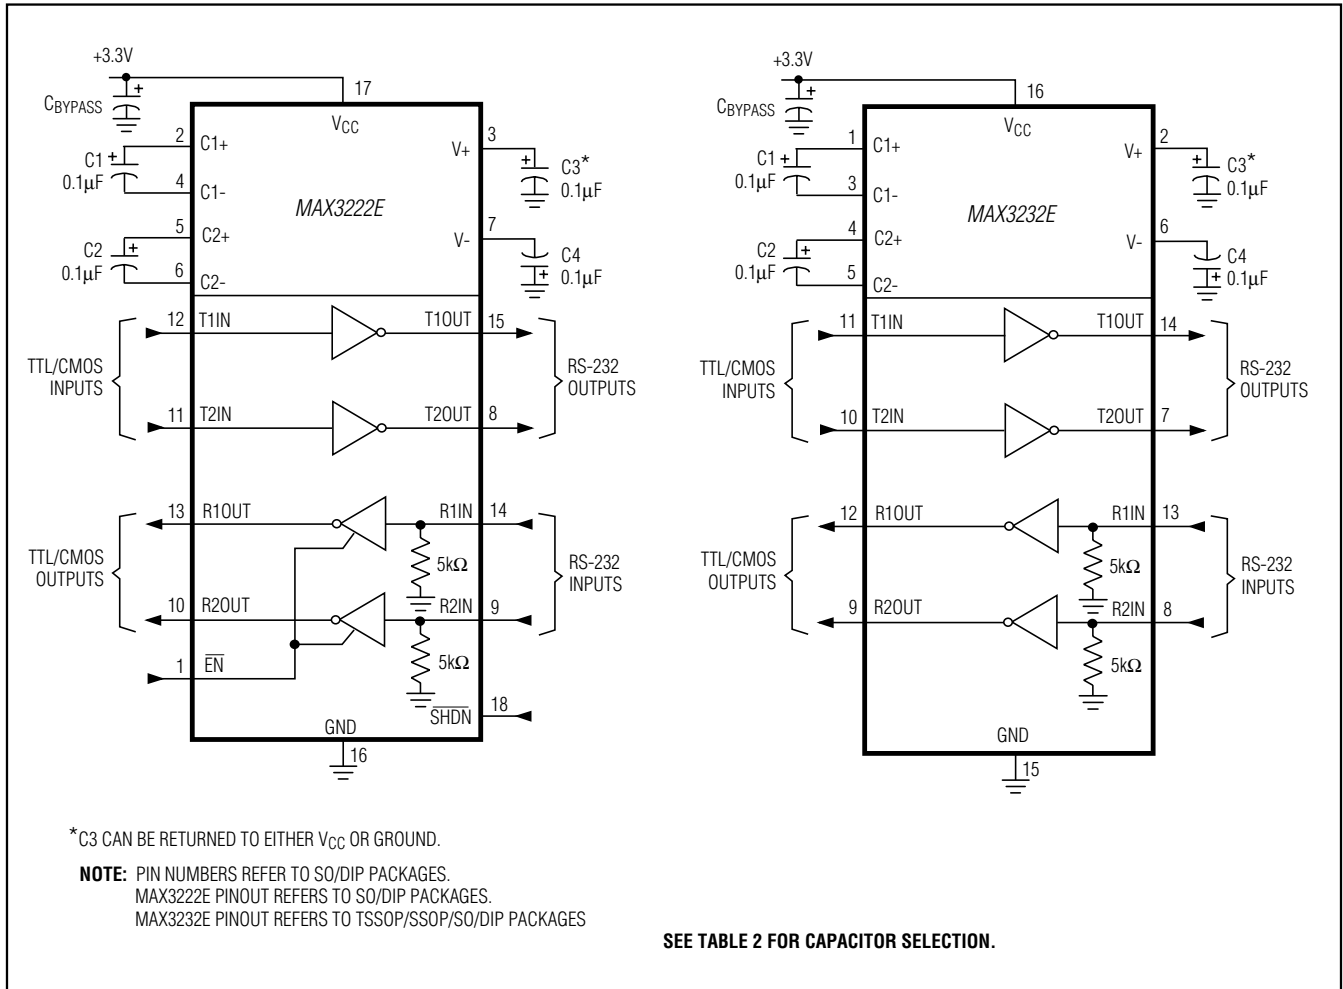 +3.3V
CBYPASS
+
17
VCC
2
C1+
C1
+
0.1µF
4
C1-
5
C2+
C2
+
0.1µF
6
C2-
MAX3222E
3
V+
+
C3*
0.1µF
7
V-
C4
+
0.1µF
12
T1IN
T1OUT
15
TTL/CMOS
INPUTS
RS-232
OUTPUTS
11
T2IN
T2OUT
8
13
R1OUT
R1IN
14
5kΩ
TTL/CMOS
OUTPUTS
RS-232
INPUTS
10
R2OUT
R2IN
9
5kΩ
1
EN
SHDN
18
GND
16
+3.3V
CBYPASS
+
16
VCC
1
C1+
C1
+
0.1µF
3
C1-
4
C2+
C2
+
0.1µF
5
C2-
MAX3232E
2
V+
+
C3*
0.1µF
6
V-
C4
+
0.1µF
11
T1IN
T1OUT
14
TTL/CMOS
INPUTS
RS-232
OUTPUTS
10
T2IN
T2OUT
7
12
R1OUT
R1IN
13
5kΩ
TTL/CMOS
OUTPUTS
RS-232
INPUTS
9
R2OUT
R2IN
8
5kΩ
GND
15
*C3 CAN BE RETURNED TO EITHER VCC OR GROUND.
NOTE: PIN NUMBERS REFER TO SO/DIP PACKAGES.
MAX3222E PINOUT REFERS TO SO/DIP PACKAGES.
MAX3232E PINOUT REFERS TO TSSOP/SSOP/SO/DIP PACKAGES
SEE TABLE 2 FOR CAPACITOR SELECTION.